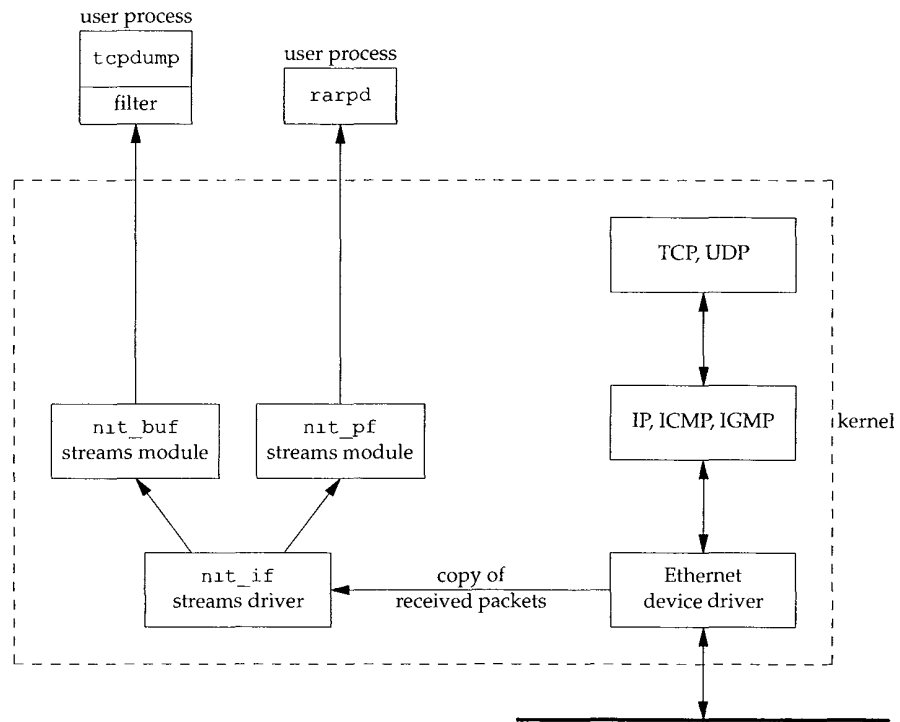 user process
tcpdump
filter
user process
rarpd
TCP, UDP
nit_buf
streams module
nit_pf
streams module
IP, ICMP, IGMP
kernel
nit_if
streams driver
copy of
received packets
Ethernet
device driver